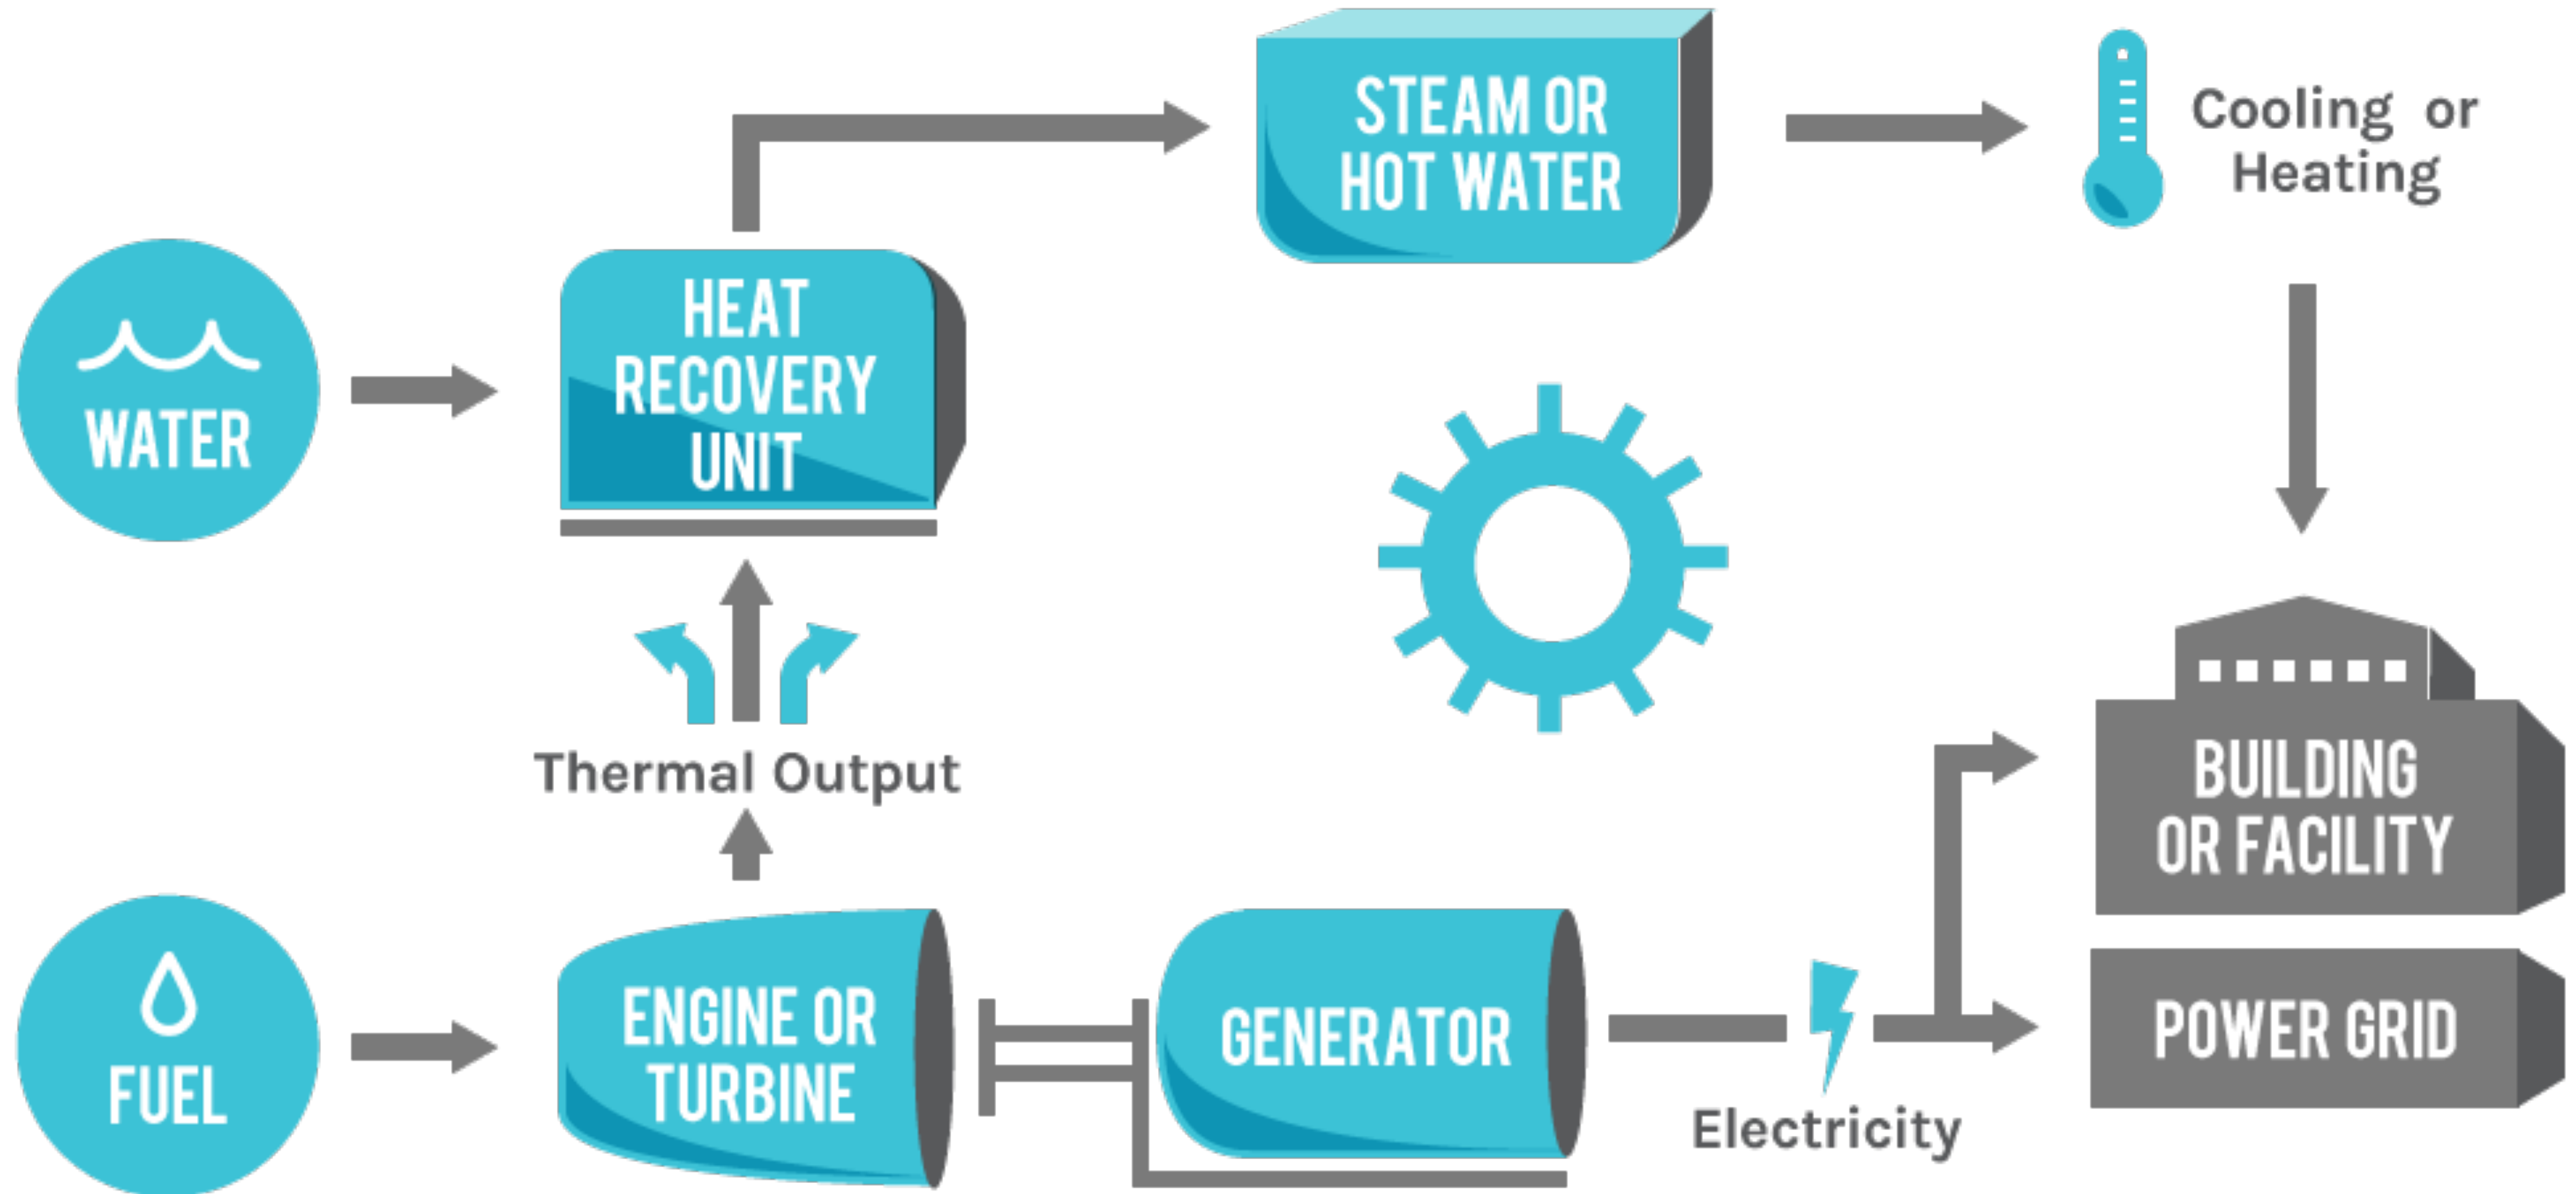 STEAM OR
HOT WATER
Cooling or
Heating
WATER
HEAT
RECOVERY
UNIT
Thermal Output
BUILDING
OR FACILITY
FUEL
ENGINE OR
TURBINE
GENERATOR
Electricity
POWER GRID